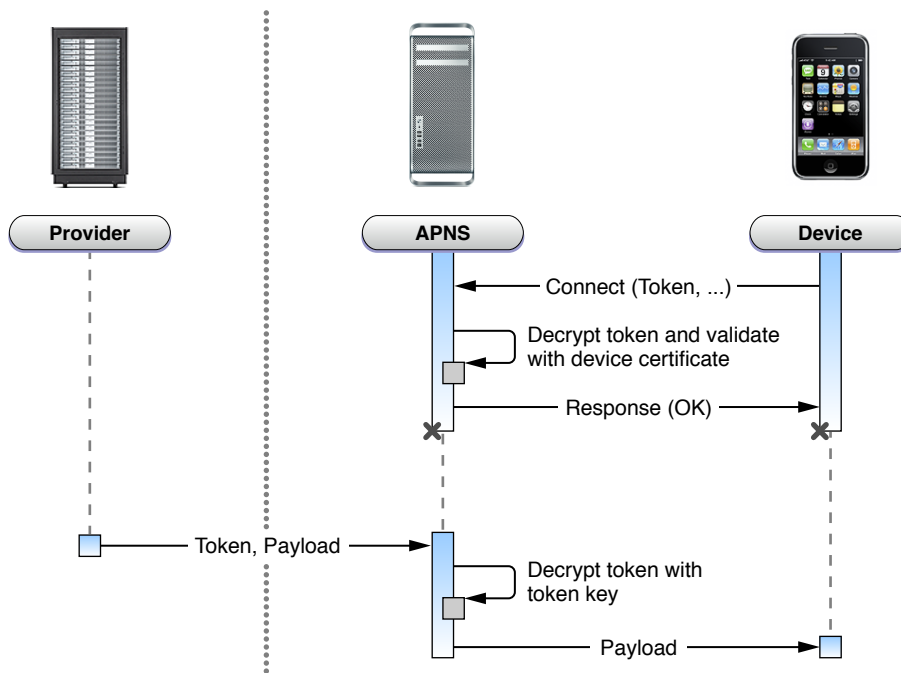 Provider
APNS
Device
Connect (Token, ...)
Decrypt token and validate
with device certificate
Response (OK)
Token, Payload
Decrypt token with
token key
Payload